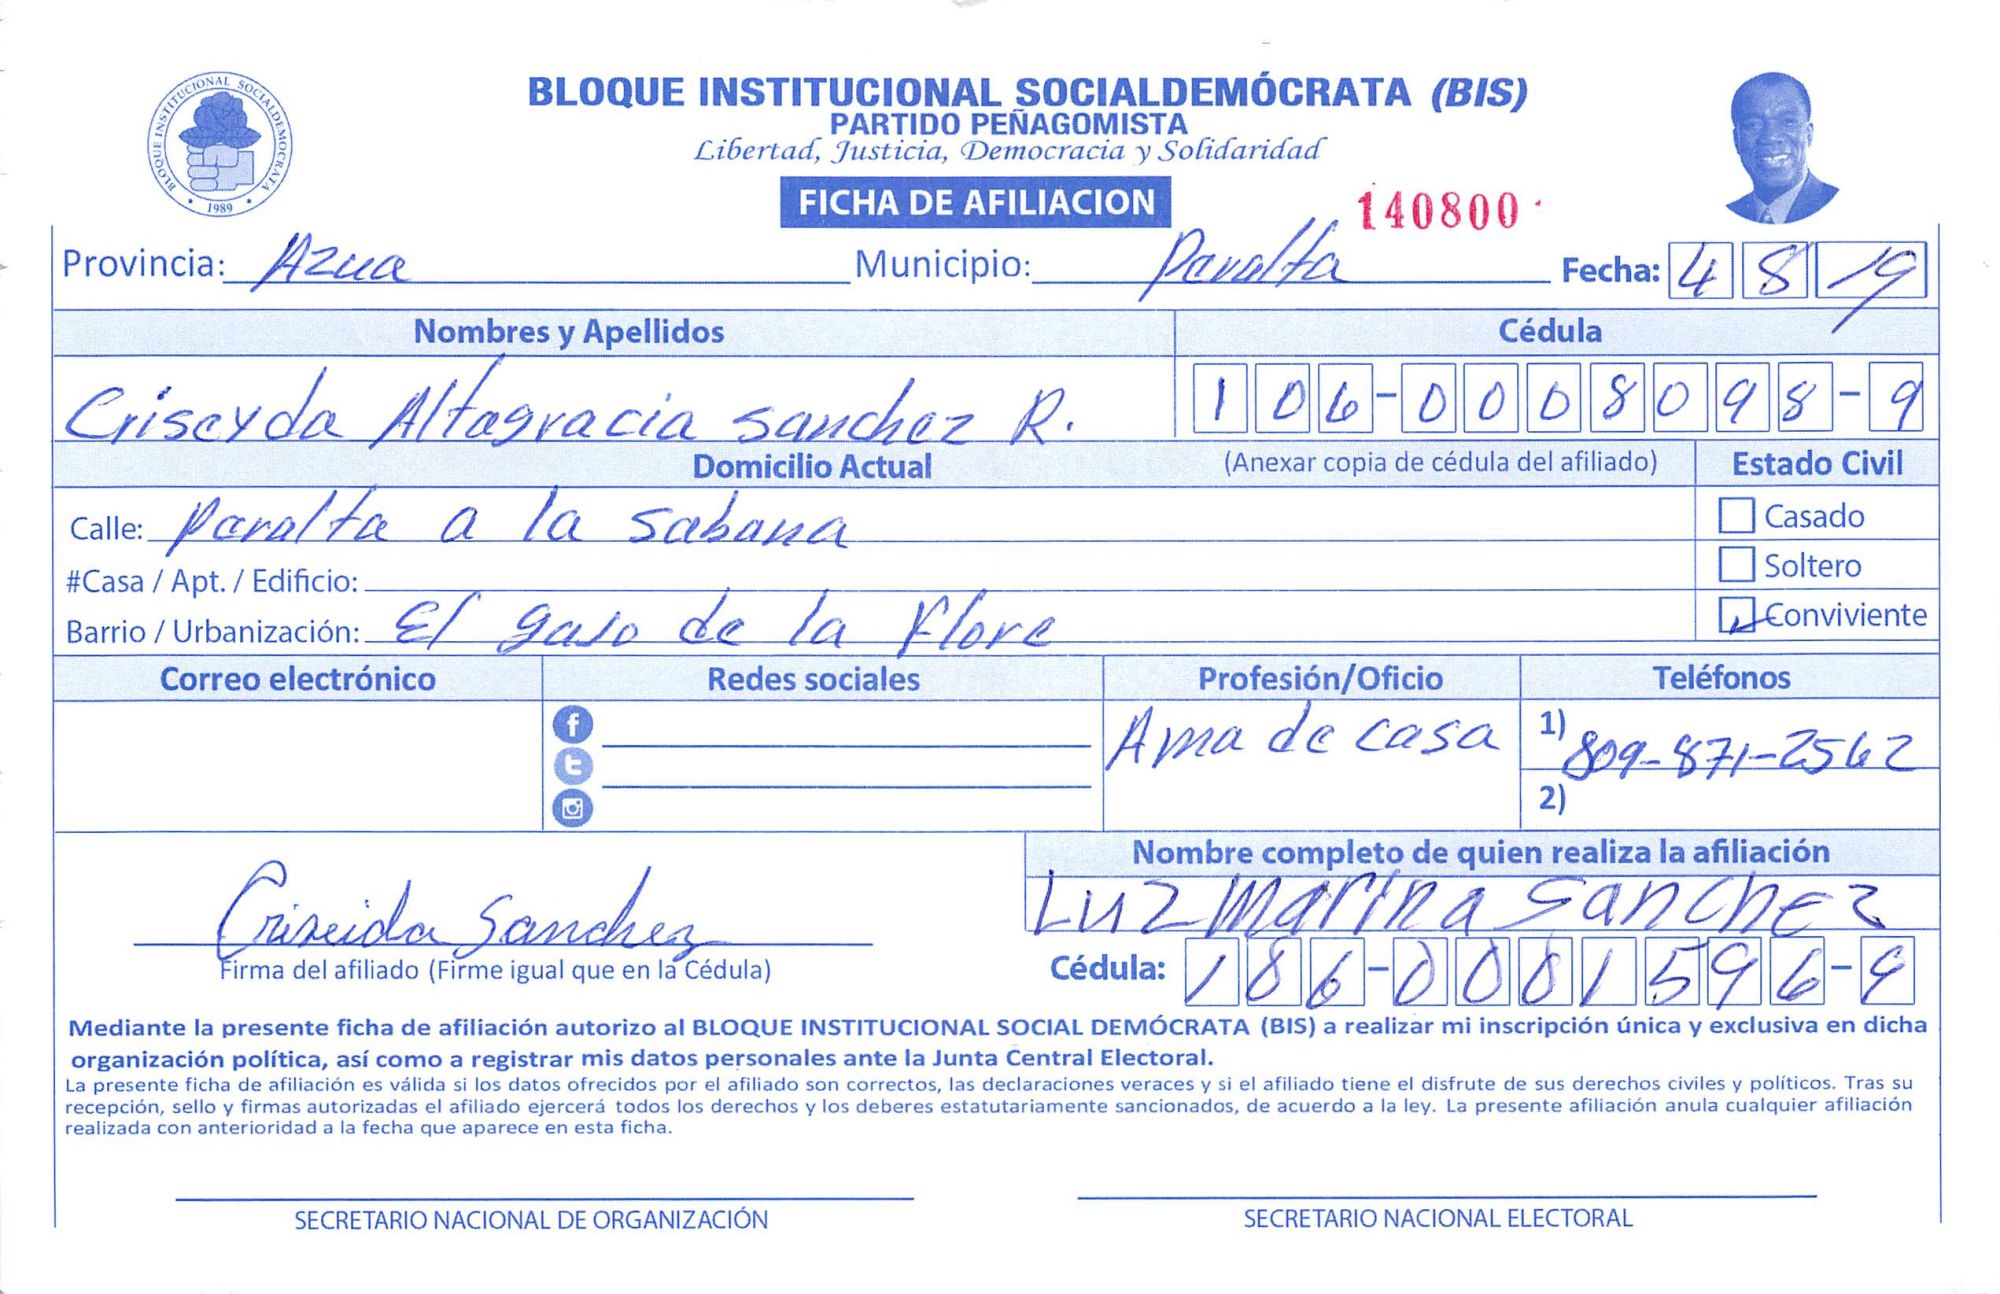 BLOQUE INSTITUCIONAL SOCIALDEMÓCRATA (BIS)
PARTIDO PEÑAGOMISTA
Libertad, Justicia, Democracia y Solidaridad
BLOQUE INSTITUCIONAL SOCIALDEMOCRATA
1989
FICHA DE AFILIACION 140800
Provincia: Azua Municipio: Peralta Fecha: 4 8 19
Nombres y Apellidos Cédula
Criseyda Altagracia Sanchez R. 106-0008098-9
Domicilio Actual (Anexar copia de cédula del afiliado) Estado Civil
Calle: Peralta a la sabana Casado
#Casa / Apt. / Edificio: Soltero
Barrio / Urbanización: El gajo de la Flore Conviviente
Correo electrónico Redes sociales Profesión/Oficio Teléfonos
Ama de casa 1) 809-871-2562
2)
Nombre completo de quien realiza la afiliación
Luz Marina Sanchez
Criseida Sanchez
Firma del afiliado (Firme igual que en la Cédula) Cédula: 106-0001596-9
Mediante la presente ficha de afiliación autorizo al BLOQUE INSTITUCIONAL SOCIAL DEMÓCRATA (BIS) a realizar mi inscripción única y exclusiva en dicha
organización política, así como a registrar mis datos personales ante la Junta Central Electoral.
La presente ficha de afiliación es válida si los datos ofrecidos por el afiliado son correctos, las declaraciones veraces y si el afiliado tiene el disfrute de sus derechos civiles y políticos. Tras su
recepción, sello y firmas autorizadas el afiliado ejercerá todos los derechos y los deberes estatutariamente sancionados, de acuerdo a la ley. La presente afiliación anula cualquier afiliación
realizada con anterioridad a la fecha que aparece en esta ficha.
SECRETARIO NACIONAL DE ORGANIZACIÓN SECRETARIO NACIONAL ELECTORAL